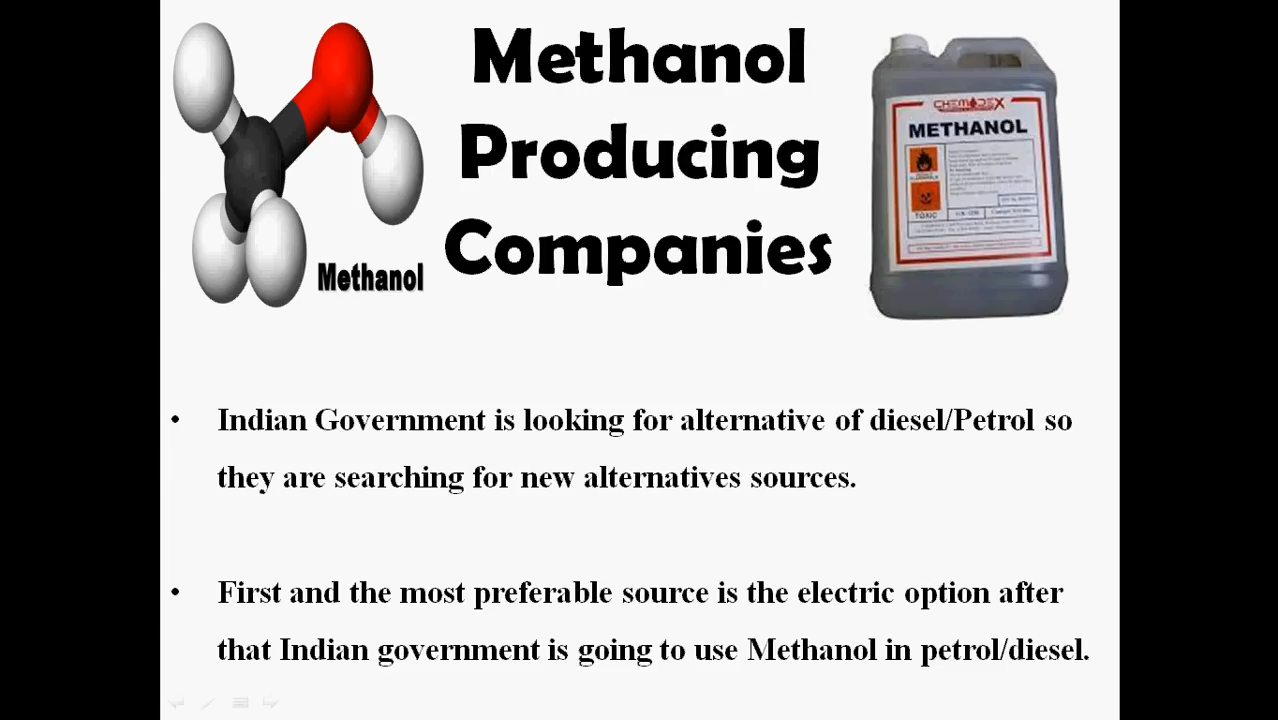 Methanol
Producing
Companies
Methanol
CHEMODEX
METHANOL
TOXIC
• Indian Government is looking for alternative of diesel/Petrol so
they are searching for new alternatives sources.
• First and the most preferable source is the electric option after
that Indian government is going to use Methanol in petrol/diesel.